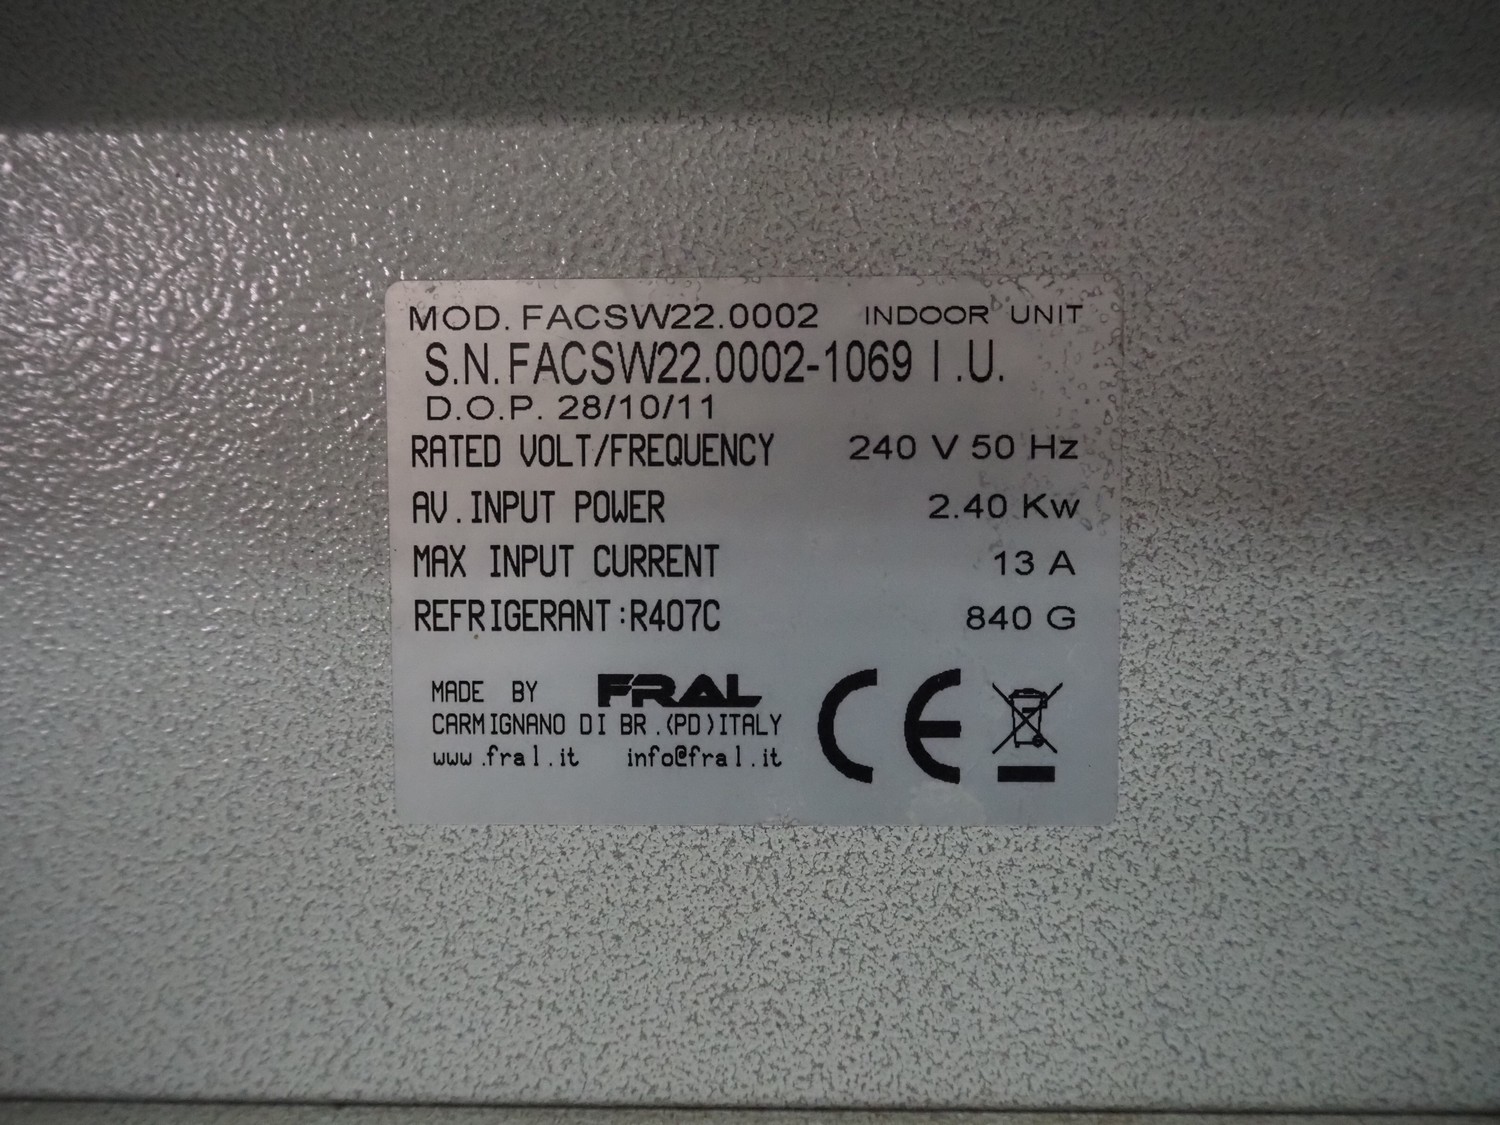 MOD. FACSW22.0002 INDOOR UNIT
S.N. FACSW22.0002-1069 I .U.
D.O.P. 28/10/11
RATED VOLT/FREQUENCY 240 V 50 Hz
AV.INPUT POWER 2.40 Kw
MAX INPUT CURRENT 13 A
REFRIGERANT:R407C 840 G
MADE BY FRAL
CARMIGNANO DI BR.(PD)ITALY
www.fral.it info@fral.it
CE